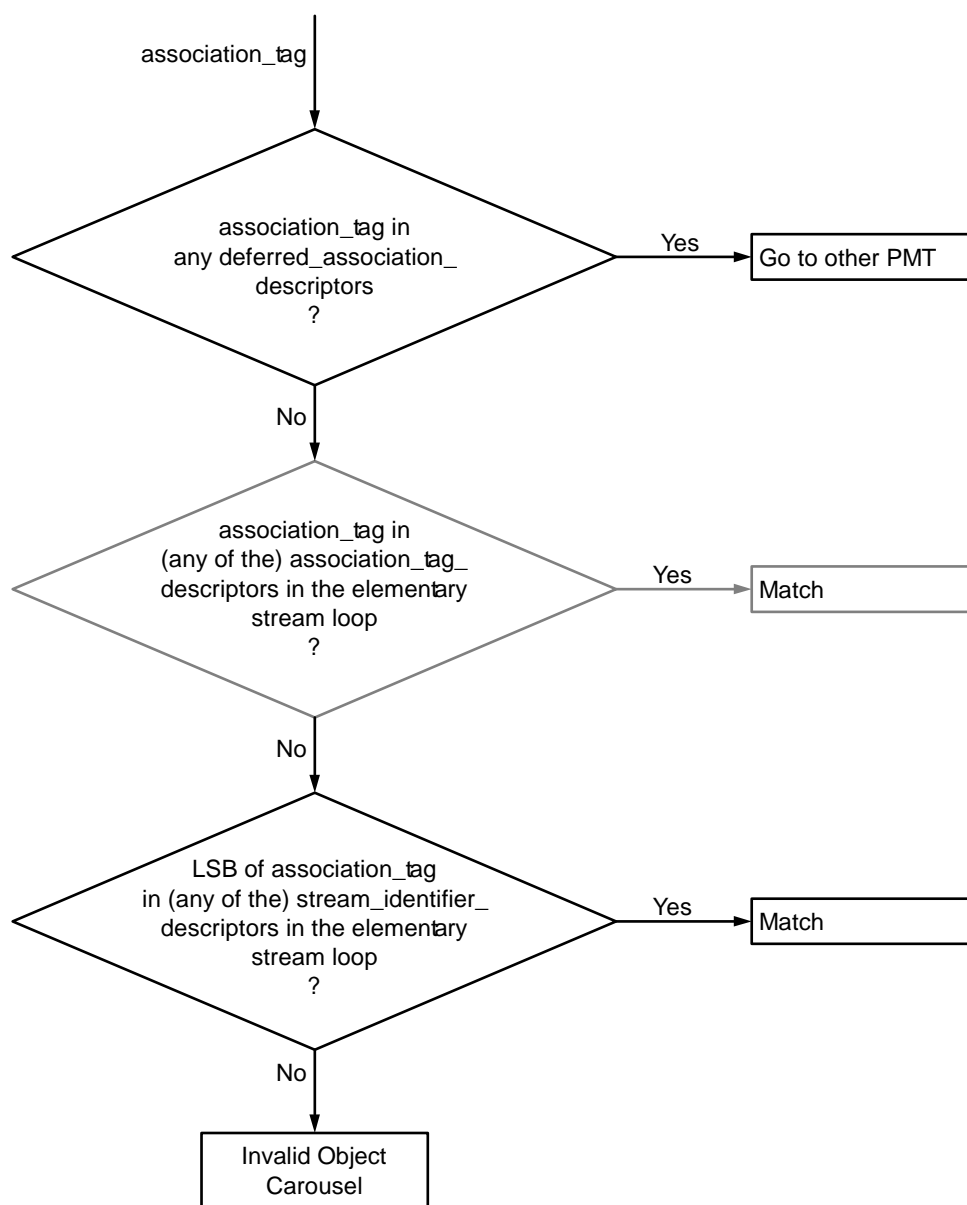 association_tag
association_tag in
any deferred_association_
descriptors
?
Yes
Go to other PMT
No
association_tag in
(any of the) association_tag_
descriptors in the elementary
stream loop
?
Yes
Match
No
LSB of association_tag
in (any of the) stream_identifier_
descriptors in the elementary
stream loop
?
Yes
Match
No
Invalid Object
Carousel